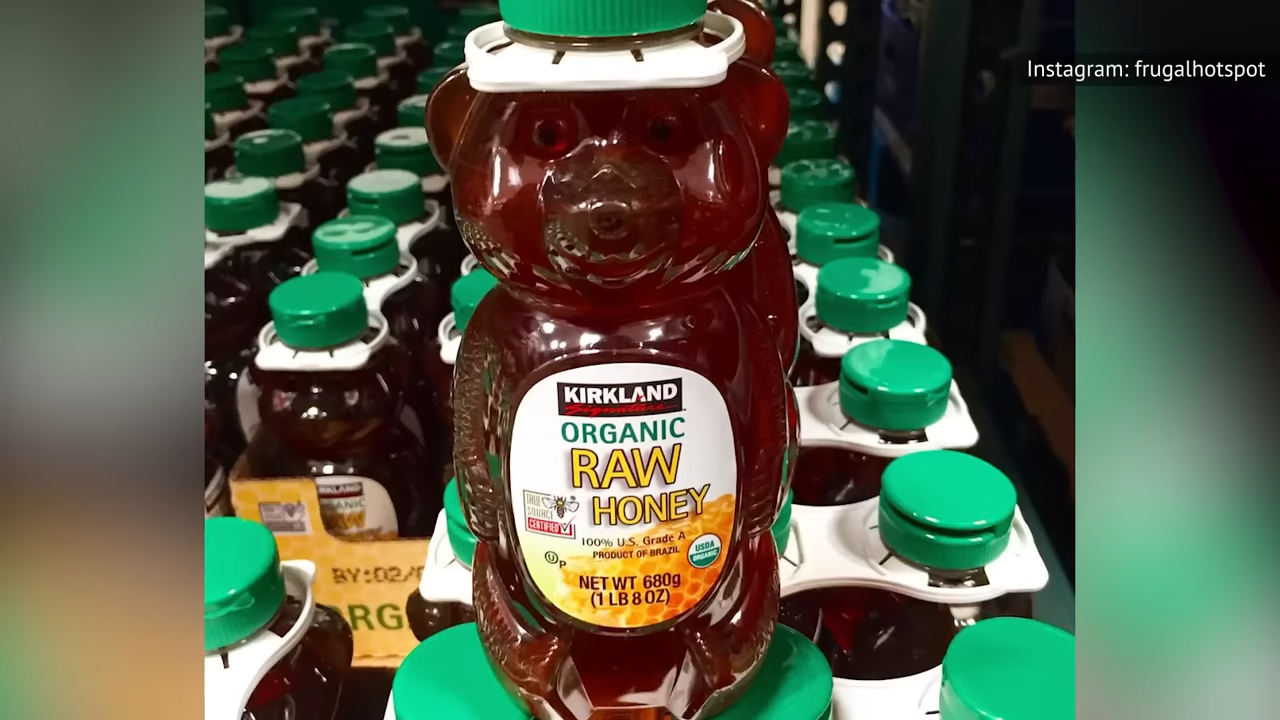 Instagram: frugalhotspot
KIRKLAND
Signature
ORGANIC
RAW
HONEY
TRUE
SOURCE
CERTIFIED
100% U.S. Grade A
PRODUCT OF BRAZIL
USDA
ORGANIC
U P
NET WT 680g
(1 LB 8 OZ)
KIRKLAND
RAW
BY:02/0
ORG